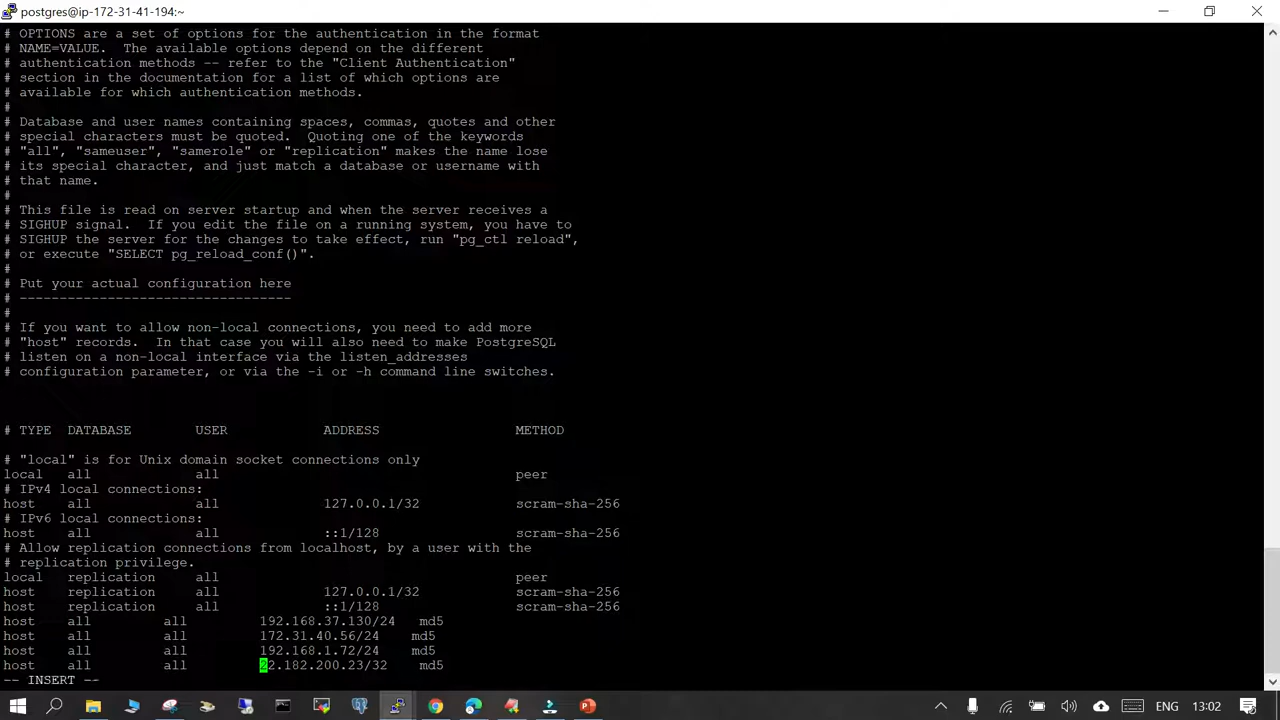 postgres@ip-172-31-41-194:~
# OPTIONS are a set of options for the authentication in the format
# NAME=VALUE.  The available options depend on the different
# authentication methods -- refer to the "Client Authentication"
# section in the documentation for a list of which options are
# available for which authentication methods.
#
# Database and user names containing spaces, commas, quotes and other
# special characters must be quoted.  Quoting one of the keywords
# "all", "sameuser", "samerole" or "replication" makes the name lose
# its special character, and just match a database or username with
# that name.
#
# This file is read on server startup and when the server receives a
# SIGHUP signal.  If you edit the file on a running system, you have to
# SIGHUP the server for the changes to take effect, run "pg_ctl reload",
# or execute "SELECT pg_reload_conf()".
#
# Put your actual configuration here
# ----------------------------------
#
# If you want to allow non-local connections, you need to add more
# "host" records.  In that case you will also need to make PostgreSQL
# listen on a non-local interface via the listen_addresses
# configuration parameter, or via the -i or -h command line switches.
# TYPE  DATABASE        USER            ADDRESS                 METHOD
# "local" is for Unix domain socket connections only
local   all             all                                     peer
# IPv4 local connections:
host    all             all             127.0.0.1/32            scram-sha-256
# IPv6 local connections:
host    all             all             ::1/128                 scram-sha-256
# Allow replication connections from localhost, by a user with the
# replication privilege.
local   replication     all                                     peer
host    replication     all             127.0.0.1/32            scram-sha-256
host    replication     all             ::1/128                 scram-sha-256
host    all         all         192.168.37.130/24   md5
host    all         all         172.31.40.56/24    md5
host    all         all         192.168.1.72/24    md5
host    all         all         22.182.200.23/32    md5
-- INSERT --
ENG 13:02